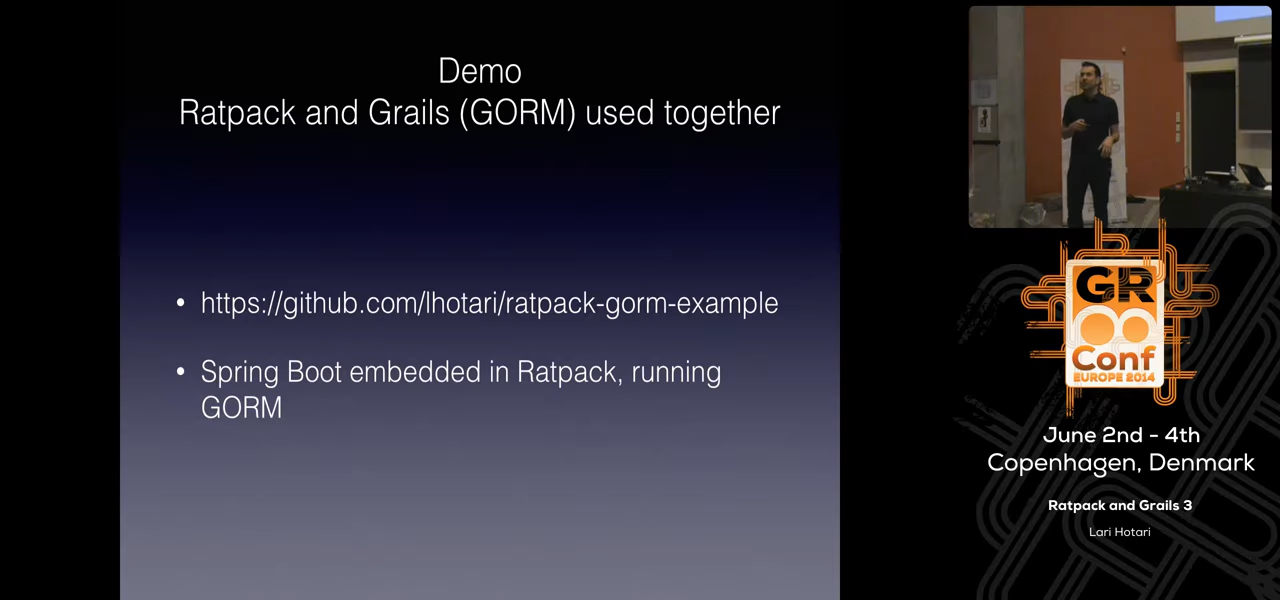 Demo
Ratpack and Grails (GORM) used together
• https://github.com/lhotari/ratpack-gorm-example
• Spring Boot embedded in Ratpack, running
GORM
GR
Conf
EUROPE 2014
June 2nd - 4th
Copenhagen, Denmark
Ratpack and Grails 3
Lari Hotari